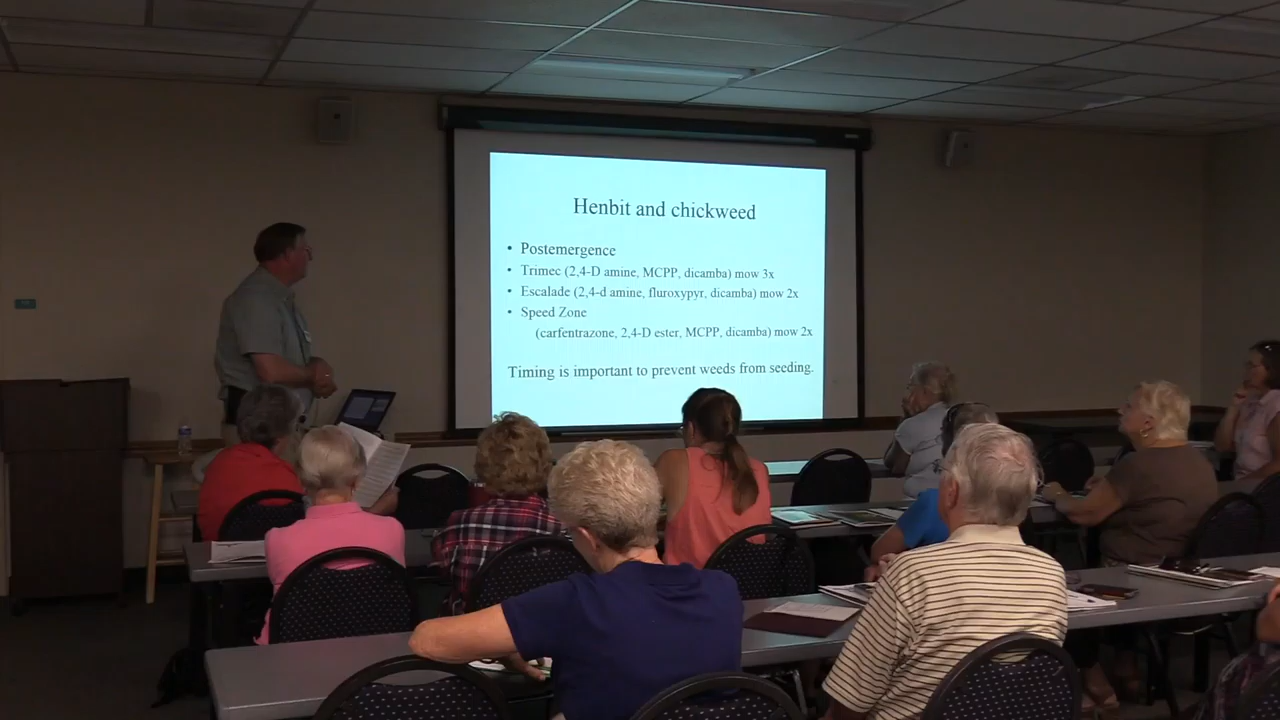 Henbit and chickweed
• Postemergence
• Trimec (2,4-D amine, MCPP, dicamba) mow 3x
• Escalade (2,4-d amine, fluroxypyr, dicamba) mow 2x
• Speed Zone
(carfentrazone, 2,4-D ester, MCPP, dicamba) mow 2x
Timing is important to prevent weeds from seeding.